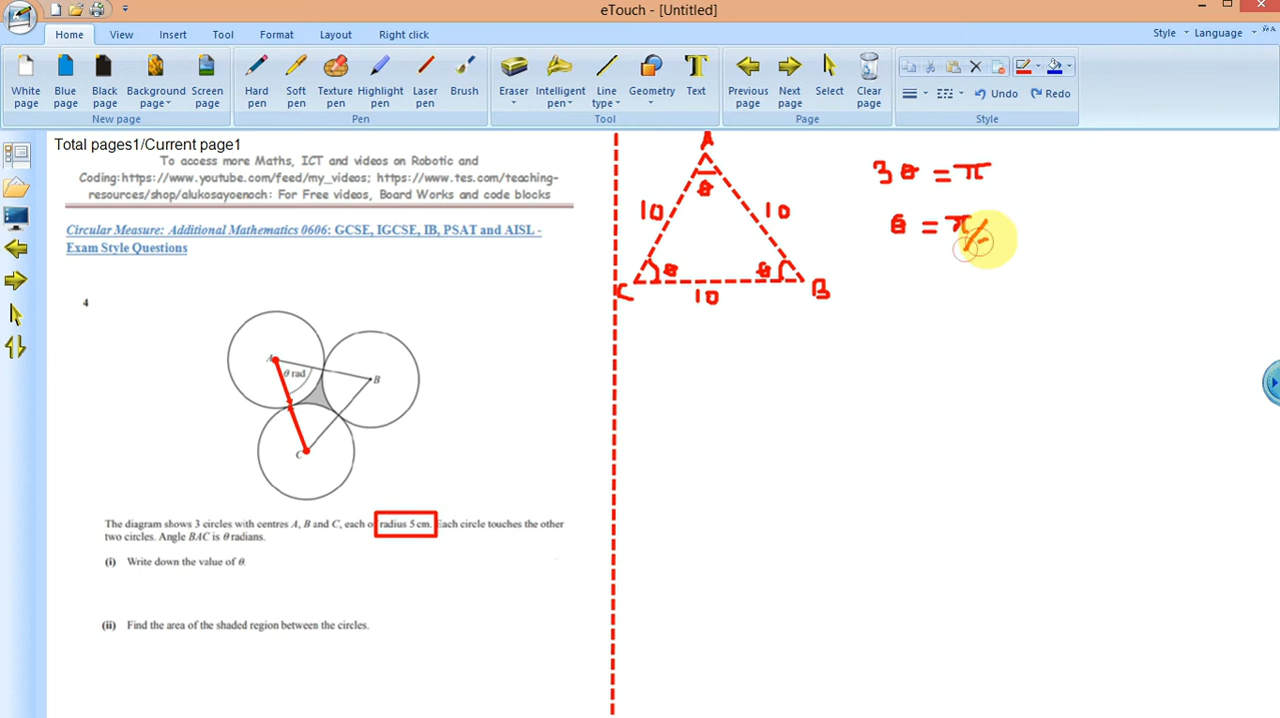 eTouch - [Untitled]
Home View Insert Tool Format Layout Right click
Style Language
White page Blue page Black page Background page Screen page
Hard pen Soft pen Texture pen Highlight pen Laser pen Brush
Eraser Intelligent pen Line type Geometry Text
Previous page Next page Select Clear page
Undo Redo
New page Pen Tool Page Style
Total pages1/Current page1
To access more Maths, ICT and videos on Robotic and
Coding:https://www.youtube.com/feed/my_videos; https://www.tes.com/teaching-
resources/shop/alukosayoenoch: For Free videos, Board Works and code blocks
Circular Measure: Additional Mathematics 0606: GCSE, IGCSE, IB, PSAT and AISL -
Exam Style Questions
4
A
θ rad
B
C
The diagram shows 3 circles with centres A, B and C, each of radius 5 cm. Each circle touches the other
two circles. Angle BAC is θ radians.
(i) Write down the value of θ.
(ii) Find the area of the shaded region between the circles.
A
θ
10 10
θ θ
C 10 B
3θ = π
θ = π/